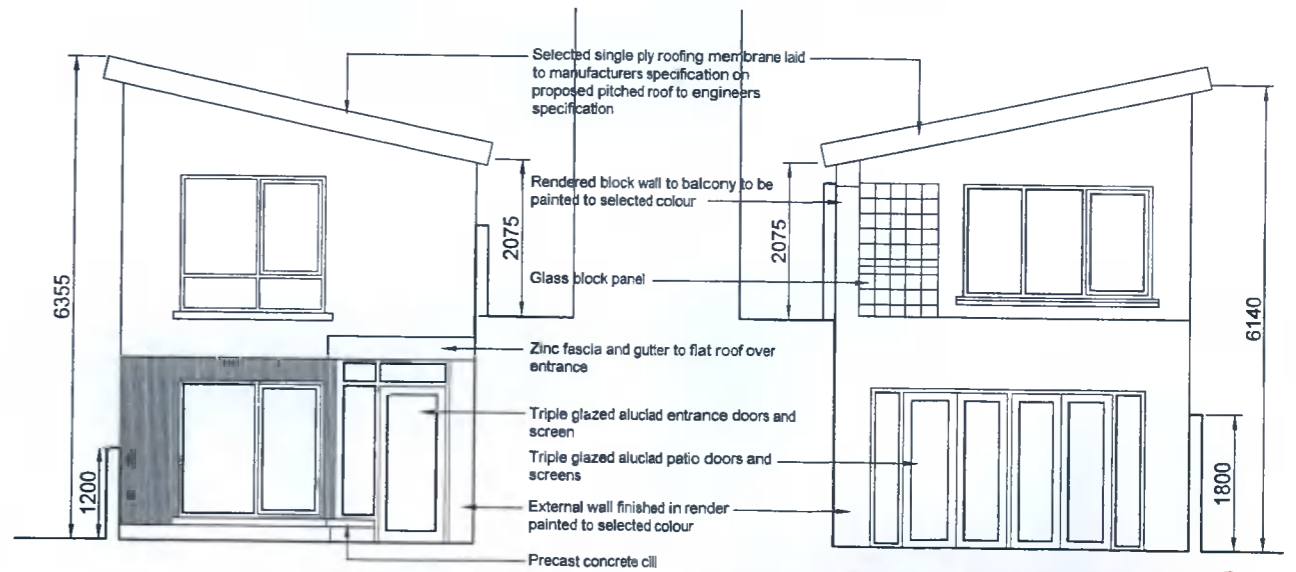 Selected single ply roofing membrane laid
to manufacturers specification on
proposed pitched roof to engineers
specification
Rendered block wall to balcony to be
painted to selected colour
Glass block panel
Zinc fascia and gutter to flat roof over
entrance
Triple glazed aluclad entrance doors and
screen
Triple glazed aluclad patio doors and
screens
External wall finished in render
painted to selected colour
Precast concrete cill
6355
1200
2075
2075
6140
1800